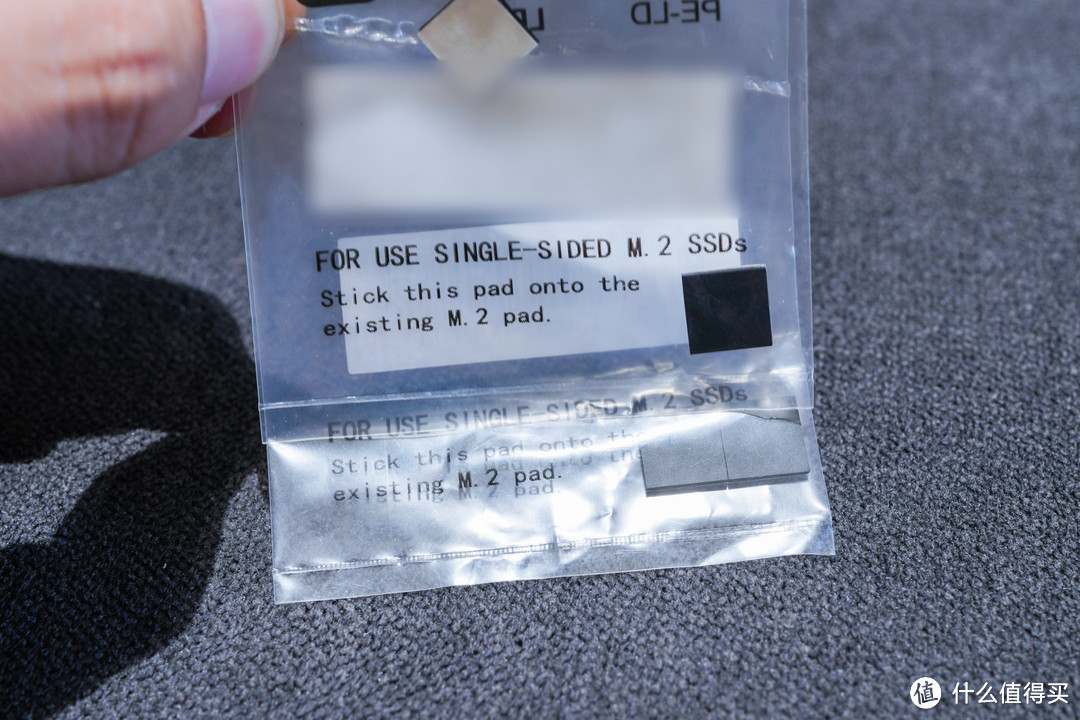 PE-LD
FOR USE SINGLE-SIDED M.2 SSDs
Stick this pad onto the
existing M.2 pad.
FOR USE SINGLE-SIDED M.2 SSDs
Stick this pad onto the
existing M.2 pad.
值 什么值得买